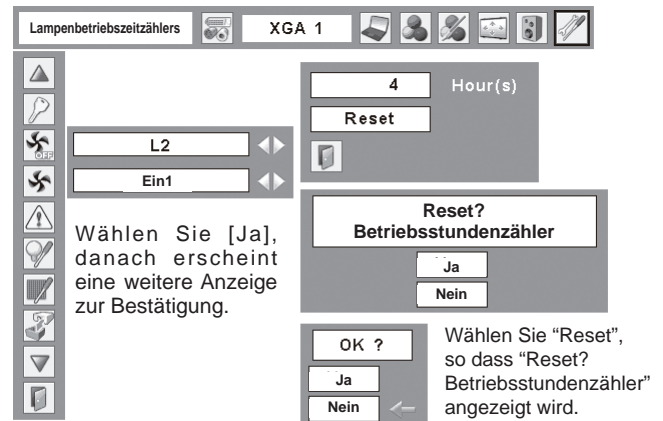 Lampenbetriebszeitzählers
XGA 1
4 Hour(s)
Reset
L2
Ein1
OFF
Wählen Sie [Ja],
danach erscheint
eine weitere Anzeige
zur Bestätigung.
Reset?
Betriebsstundenzähler
Ja
Nein
OK ?
Ja
Nein
Wählen Sie “Reset”,
so dass “Reset?
Betriebsstundenzähler”
angezeigt wird.